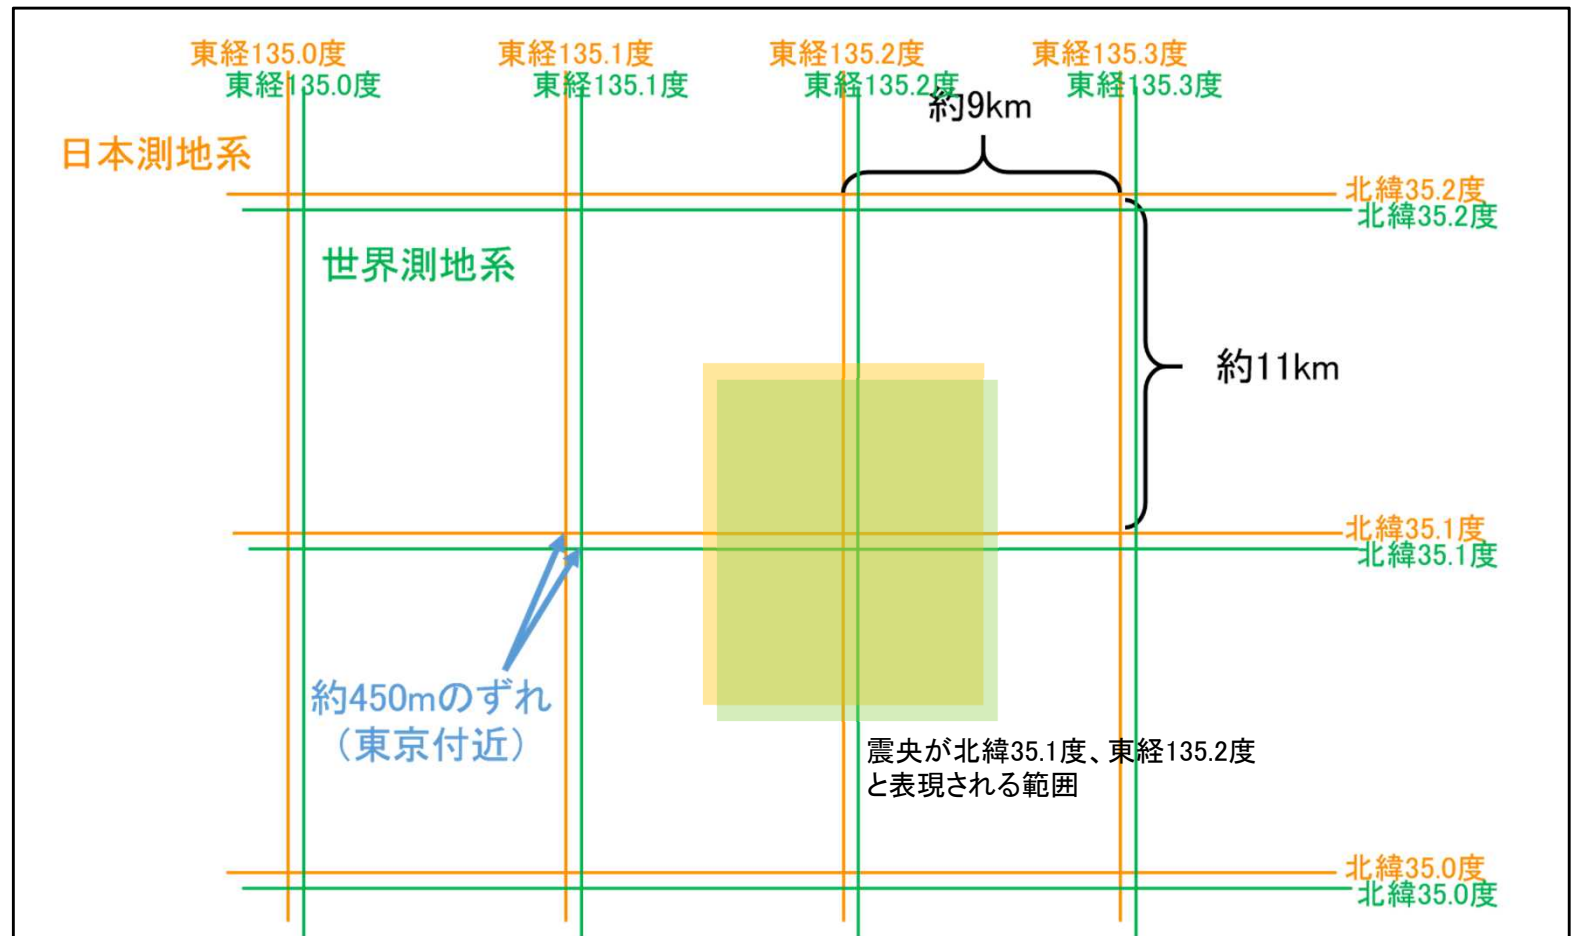 東経135.0度
東経135.1度
東経135.2度
東経135.3度
東経135.0度
東経135.1度
東経135.2度
東経135.3度
約9km
日本測地系
北緯35.2度
北緯35.2度
世界測地系
約11km
北緯35.1度
北緯35.1度
約450mのずれ
（東京付近）
震央が北緯35.1度、東経135.2度
と表現される範囲
北緯35.0度
北緯35.0度